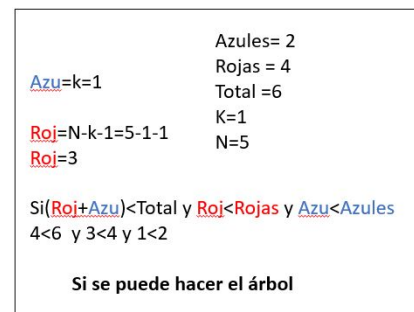 Azules= 2
Rojas = 4
Total =6
K=1
N=5
Azu=k=1
Roj=N-k-1=5-1-1
Roj=3
Si(Roj+Azu)<Total y Roj<Rojas y Azu<Azules
4<6  y 3<4 y 1<2
Si se puede hacer el árbol